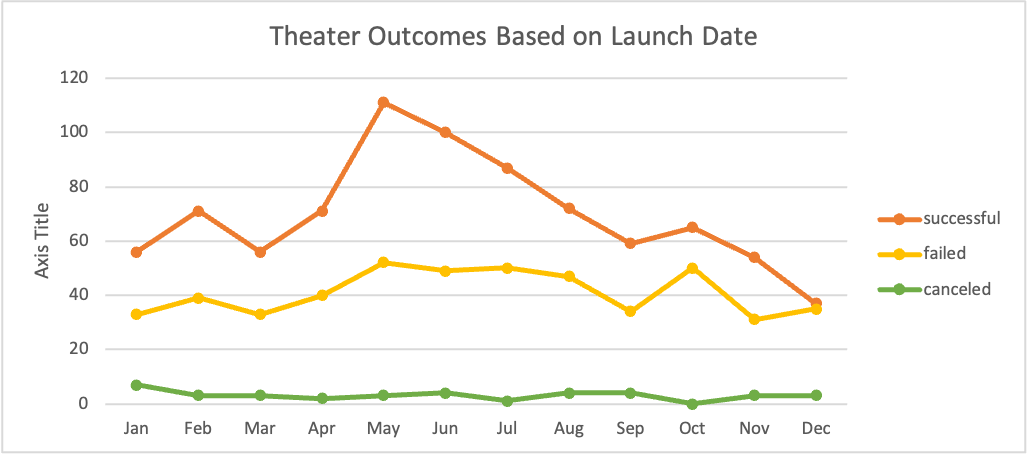 Theater Outcomes Based on Launch Date
120
100
80
60
40
20
0
Axis Title
Jan Feb Mar Apr May Jun Jul Aug Sep Oct Nov Dec
successful
failed
canceled